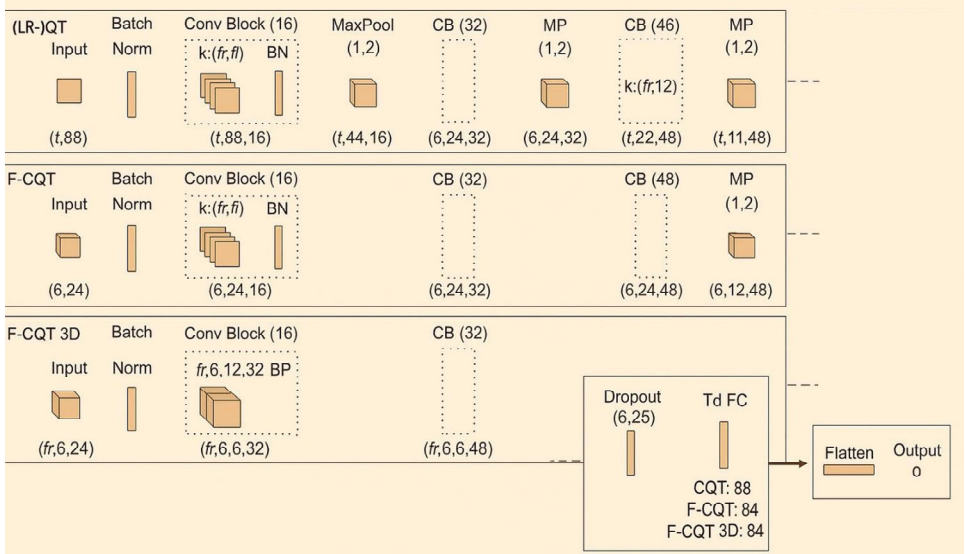 (LR-)QT Batch Conv Block (16) MaxPool CB (32) MP CB (46) MP
Input Norm k:(fr,fl) BN (1,2) (1,2) (1,2)
k:(fr,12)
(t,88) (t,88,16) (t,44,16) (6,24,32) (6,24,32) (t,22,48) (t,11,48)
F-CQT Batch Conv Block (16) CB (32) CB (48) MP
Input Norm k:(fr,fi) BN (1,2)
(6,24) (6,24,16) (6,24,32) (6,24,48) (6,12,48)
F-CQT 3D Batch Conv Block (16) CB (32)
Input Norm fr,6,12,32 BP
(fr,6,24) (fr,6,6,32) (fr,6,6,48)
Dropout Td FC
(6,25)
CQT: 88
F-CQT: 84
F-CQT 3D: 84
Flatten Output
o